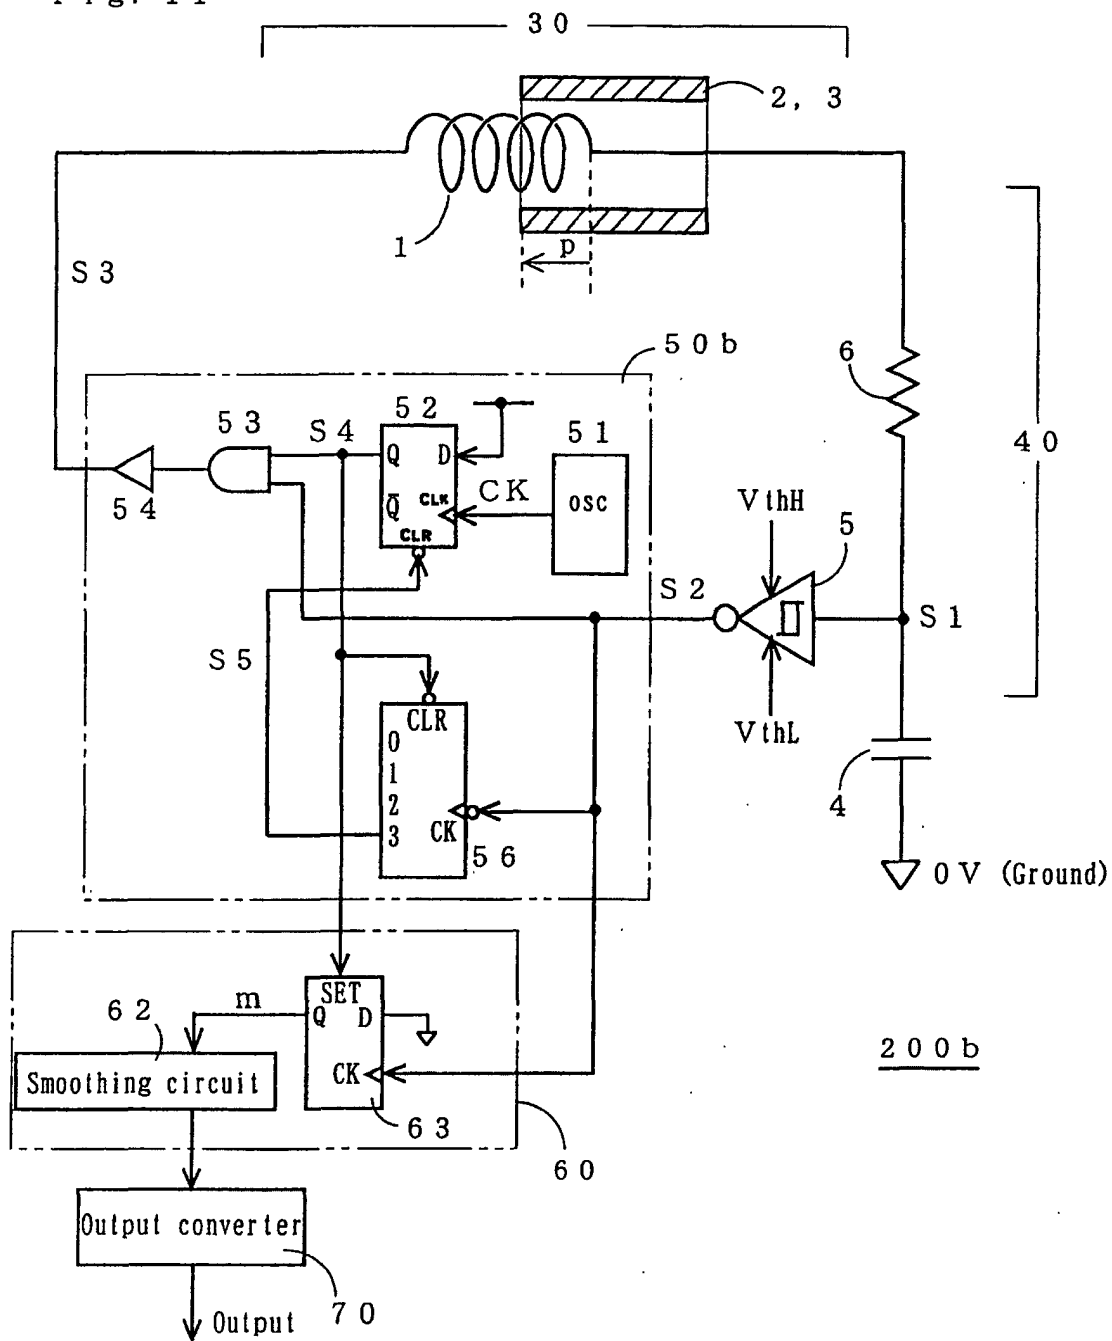 30
2, 3
1
p
S3
50b
6
40
53
S4
52
51
Q
D
Q̅
CLK
CLR
CK
OSC
54
VthH
5
S2
S1
VthL
S5
CLR
0
1
2
3
CK
56
4
0V (Ground)
62
m
SET
Q
D
CK
63
Smoothing circuit
60
200b
Output converter
70
Output